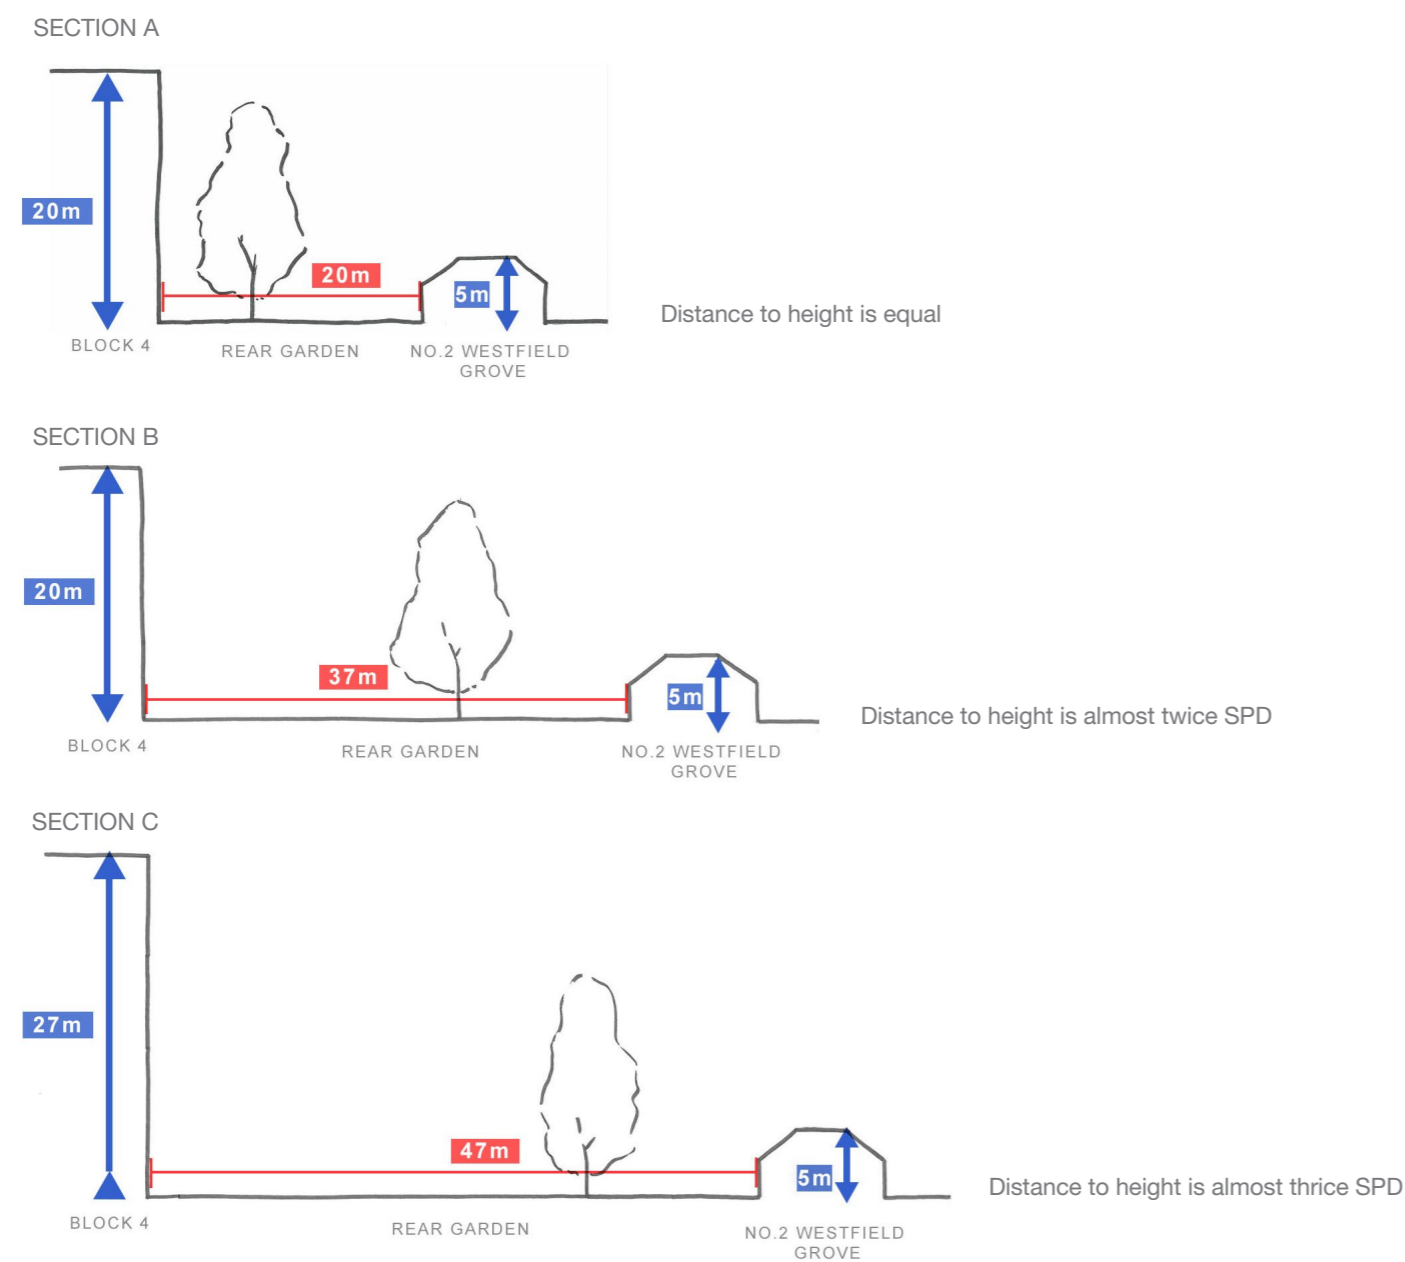 SECTION A
20m
20m
5m
Distance to height is equal
BLOCK 4
REAR GARDEN
NO.2 WESTFIELD
GROVE
SECTION B
20m
37m
5m
Distance to height is almost twice SPD
BLOCK 4
REAR GARDEN
NO.2 WESTFIELD
GROVE
SECTION C
27m
47m
5m
Distance to height is almost thrice SPD
BLOCK 4
REAR GARDEN
NO.2 WESTFIELD
GROVE